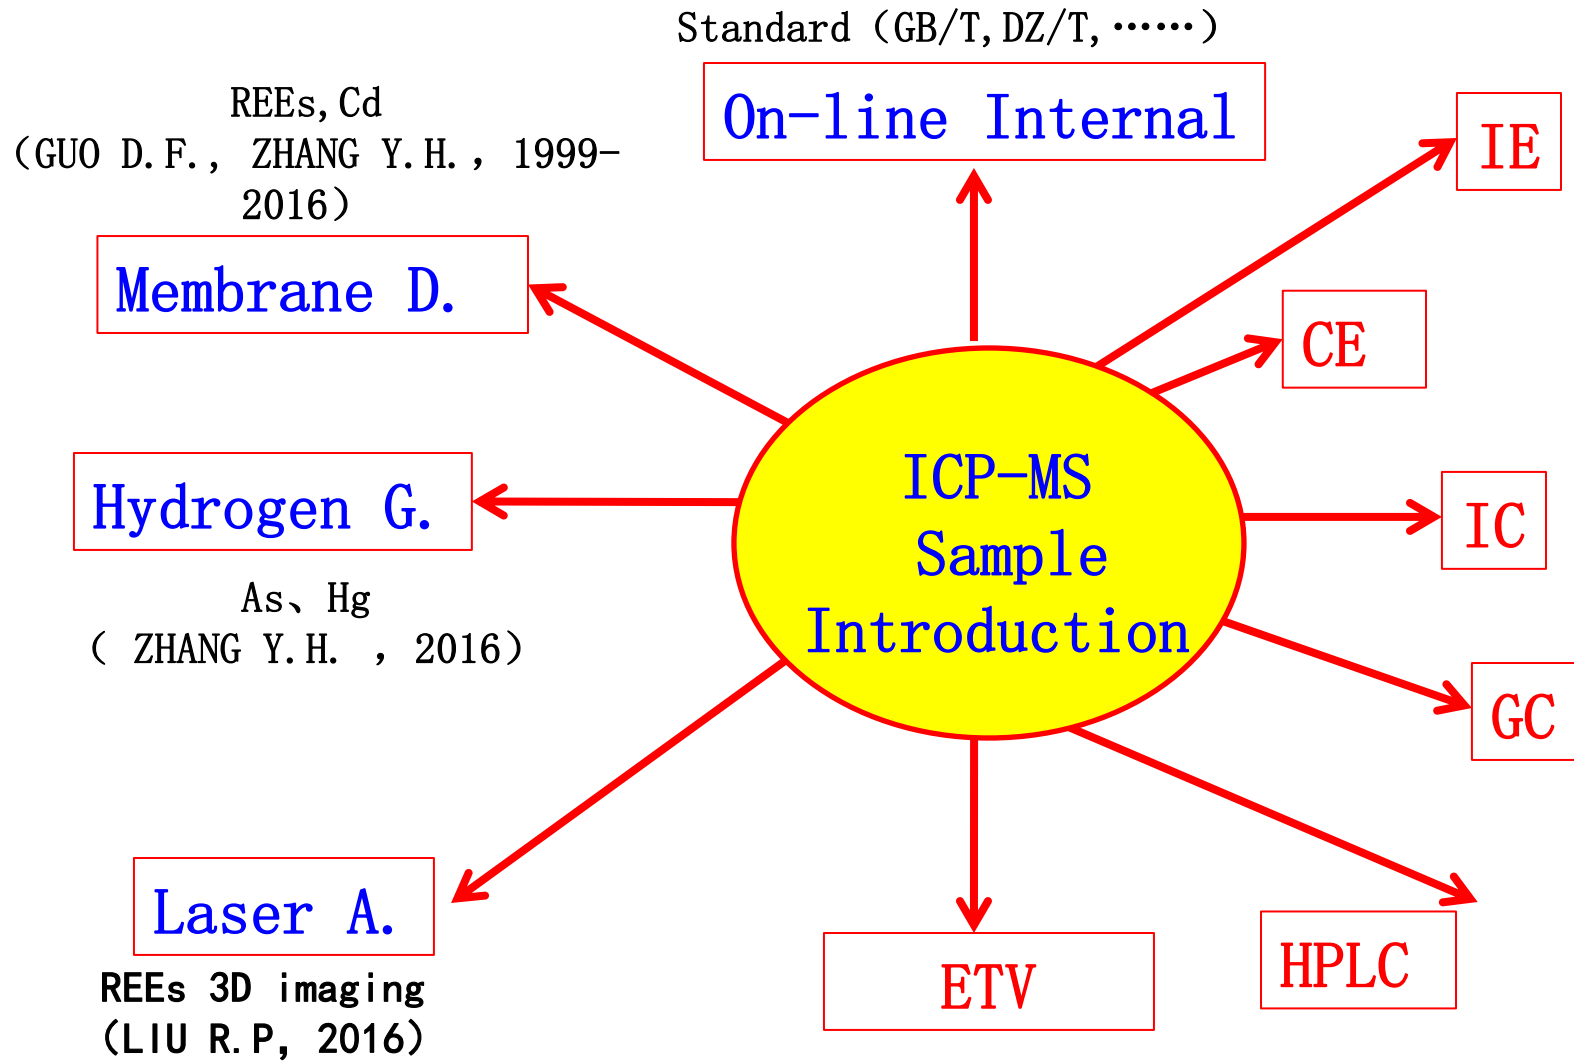 Standard（GB/T,DZ/T,……）
On-line Internal
REEs,Cd
（GUO D.F., ZHANG Y.H.，1999-
2016）
Membrane D.
IE
CE
Hydrogen G.
As、Hg
（ ZHANG Y.H. ，2016）
ICP-MS
Sample
Introduction
IC
GC
Laser A.
REEs 3D imaging
（LIU R.P，2016）
ETV
HPLC